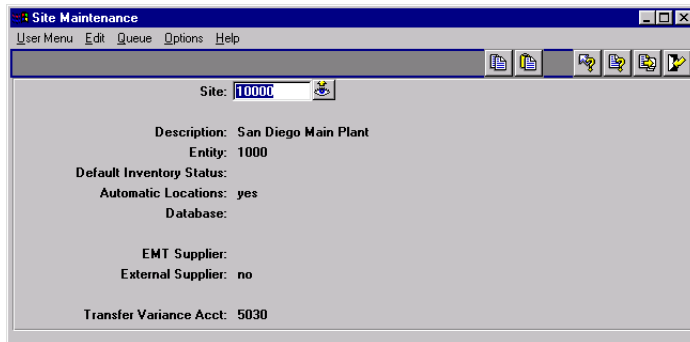 Site Maintenance
User Menu Edit Queue Options Help
Site: 10000
Description: San Diego Main Plant
Entity: 1000
Default Inventory Status:
Automatic Locations: yes
Database:
EMT Supplier:
External Supplier: no
Transfer Variance Acct: 5030